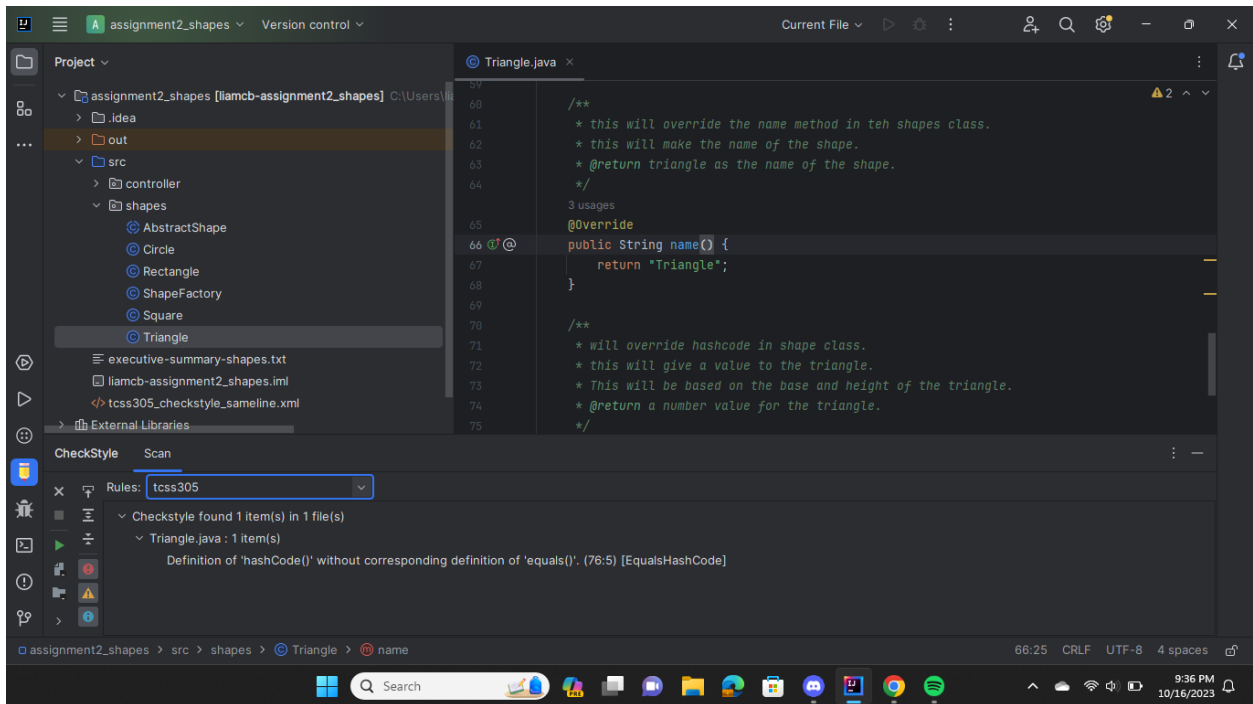 A assignment2_shapes Version control Current File
Project
Triangle.java
assignment2_shapes [liamcb-assignment2_shapes] C:\Users\
.idea
out
src
controller
shapes
AbstractShape
Circle
Rectangle
ShapeFactory
Square
Triangle
executive-summary-shapes.txt
liamcb-assignment2_shapes.iml
tcss305_checkstyle_sameline.xml
External Libraries
2
59
60 /**
61 * this will override the name method in teh shapes class.
62 * this will make the name of the shape.
63 * @return triangle as the name of the shape.
64 */
3 usages
65 @Override
66 public String name() {
67 return "Triangle";
68 }
69
70 /**
71 * will override hashcode in shape class.
72 * this will give a value to the triangle.
73 * This will be based on the base and height of the triangle.
74 * @return a number value for the triangle.
75 */
CheckStyle Scan
Rules: tcss305
Checkstyle found 1 item(s) in 1 file(s)
Triangle.java : 1 item(s)
Definition of 'hashCode()' without corresponding definition of 'equals()'. (76:5) [EqualsHashCode]
assignment2_shapes > src > shapes > Triangle > name 66:25 CRLF UTF-8 4 spaces
Search
PRE
9:36 PM
10/16/2023